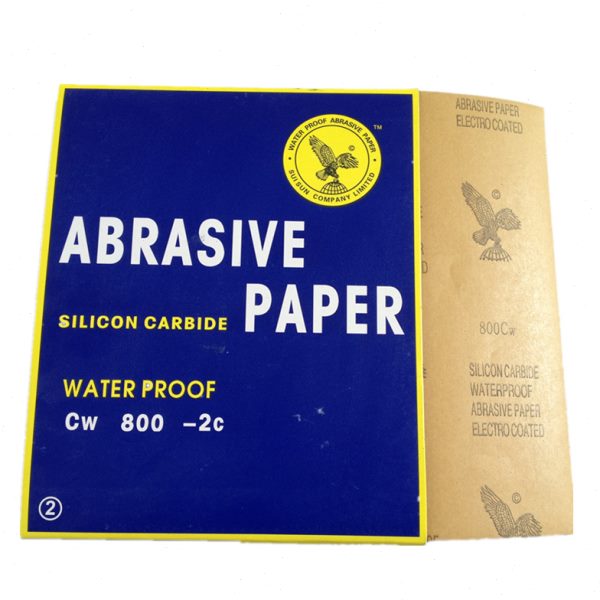 WATER PROOF ABRASIVE PAPER
SUISUN COMPANY LIMITED
©
TM
ABRASIVE
SILICON CARBIDE PAPER
WATER PROOF
Cw 800 -2c
②
ABRASIVE PAPER
ELECTRO COATED
©
800Cw
SILICON CARBIDE
WATERPROOF
ABRASIVE PAPER
ELECTRO COATED
©